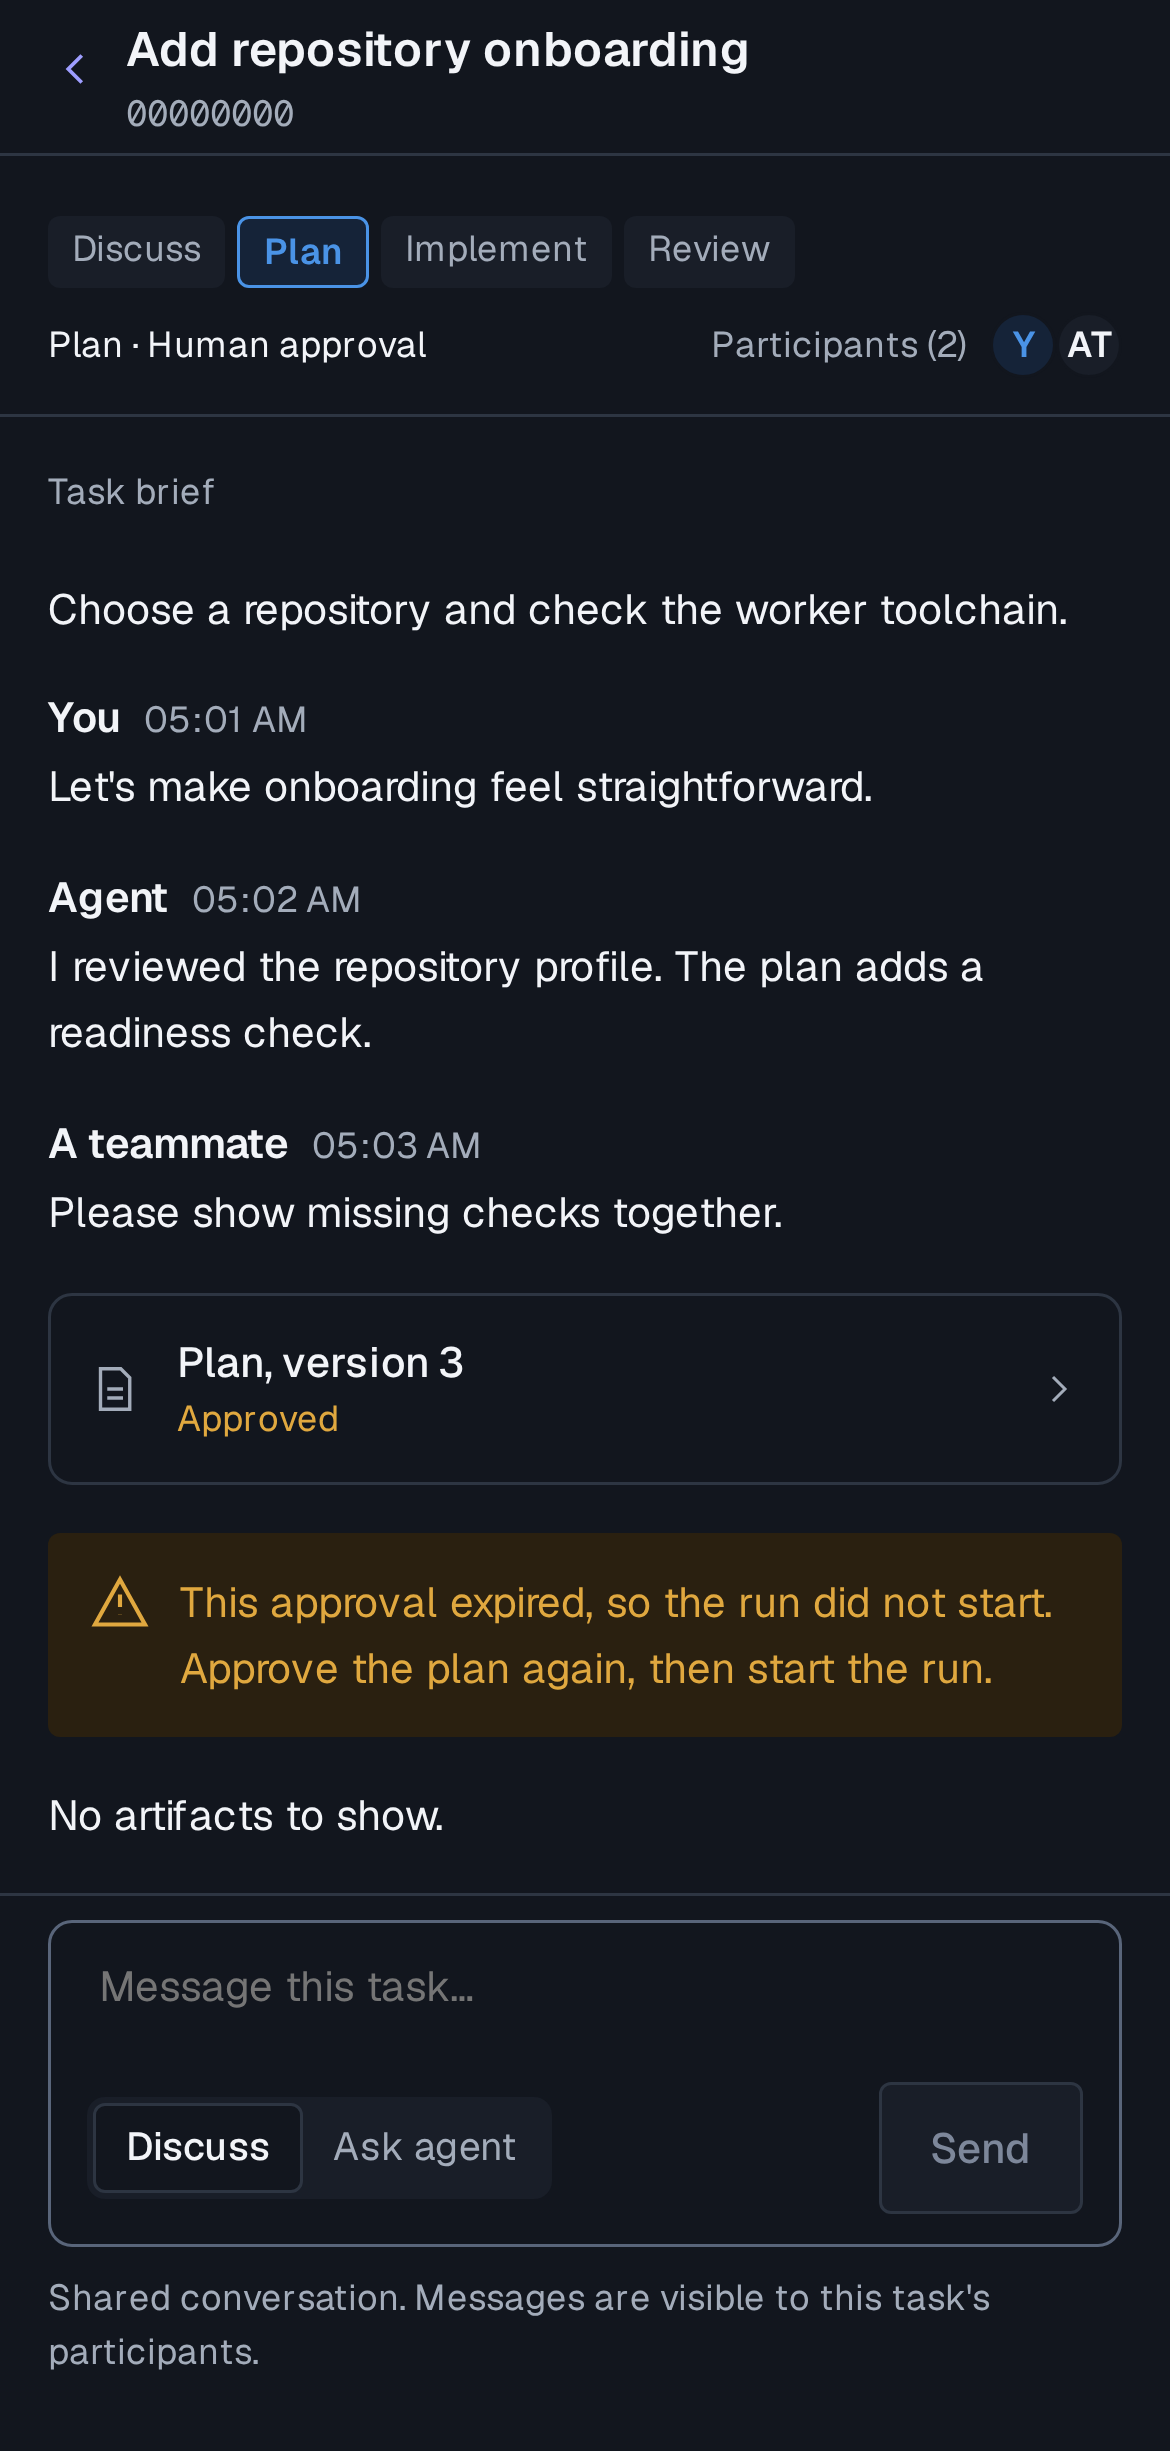 Add repository onboarding
00000000
Discuss
Plan
Implement
Review
Plan · Human approval
Participants (2)
Y
AT
Task brief
Choose a repository and check the worker toolchain.
You 05:01 AM
Let's make onboarding feel straightforward.
Agent 05:02 AM
I reviewed the repository profile. The plan adds a
readiness check.
A teammate 05:03 AM
Please show missing checks together.
Plan, version 3
Approved
This approval expired, so the run did not start.
Approve the plan again, then start the run.
No artifacts to show.
Message this task…
Discuss
Ask agent
Send
Shared conversation. Messages are visible to this task's
participants.